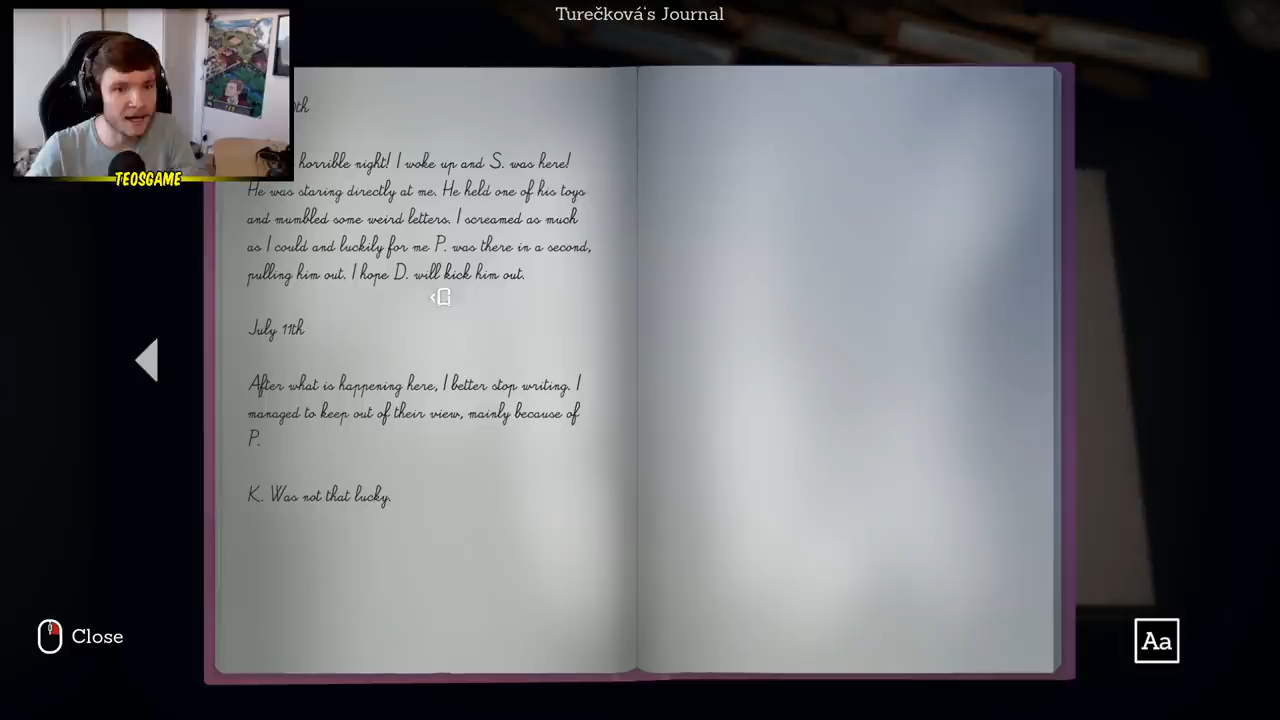 Turečková's Journal
th
horrible night! I woke up and S. was here!
He was staring directly at me. He held one of his toys
and mumbled some weird letters. I screamed as much
as I could and luckily for me P. was there in a second,
pulling him out. I hope D. will kick him out.
July 11th
After what is happening here, I better stop writing. I
managed to keep out of their view, mainly because of
P.
K. Was not that lucky.
TEOSGAME
Close
Aa